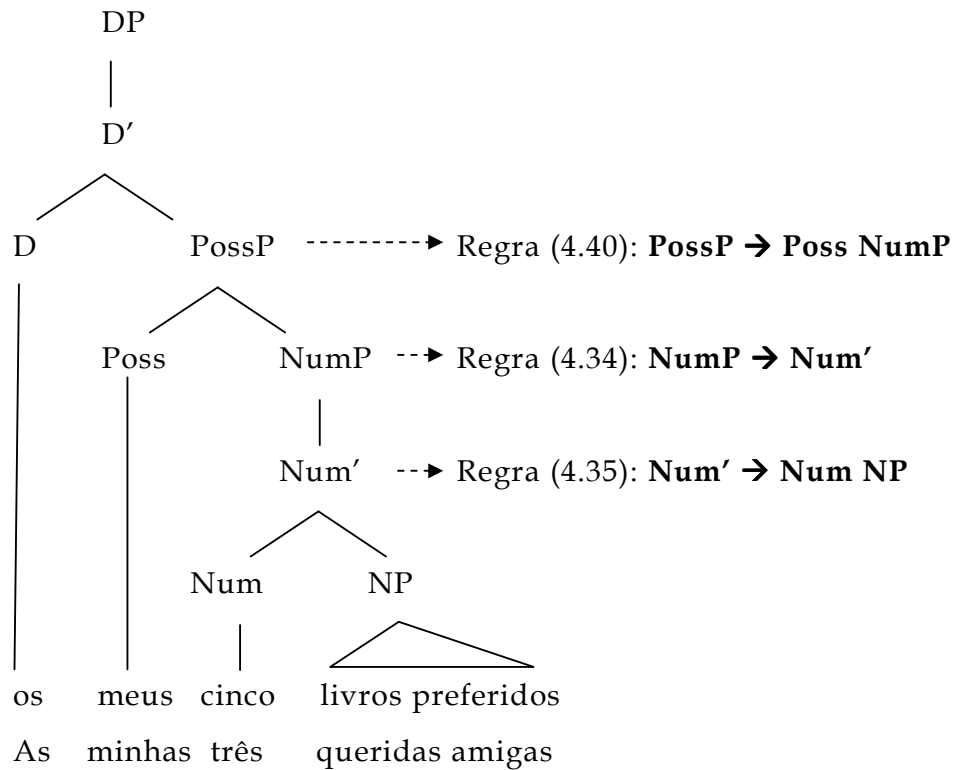 DP
D’
D PossP Regra (4.40): PossP → Poss NumP
Poss NumP Regra (4.34): NumP → Num’
Num’ Regra (4.35): Num’ → Num NP
Num NP
os meus cinco livros preferidos
As minhas três queridas amigas